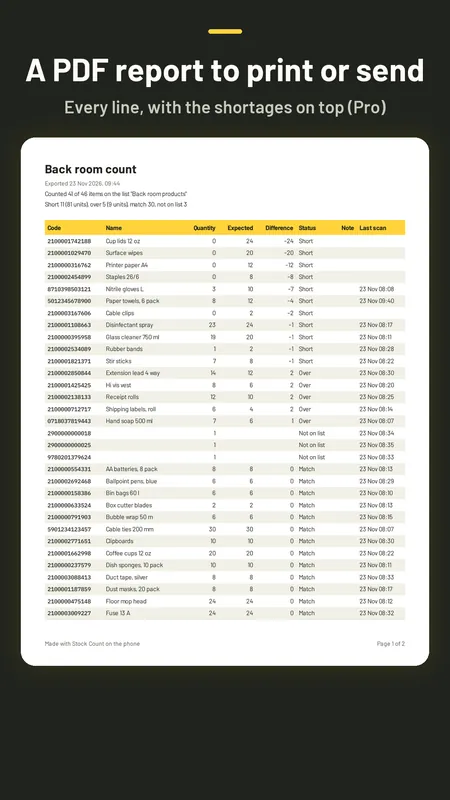 A PDF report to print or send
Every line, with the shortages on top (Pro)
Back room count
Exported 23 Nov 2026, 09:44
Counted 41 of 46 items on the list "Back room products"
Short 11 (81 units), over 5 (9 units), match 30, not on list 3
Code Name Quantity Expected Difference Status Note Last scan
2100001742188 Cup lids 12 oz 0 24 -24 Short
2100001029470 Surface wipes 0 20 -20 Short
2100000316762 Printer paper A4 0 12 -12 Short
2100002454899 Staples 26/6 0 8 -8 Short
8710398503121 Nitrile gloves L 3 10 -7 Short 23 Nov 08:08
5012345678900 Paper towels, 6 pack 8 12 -4 Short 23 Nov 09:40
2100003167606 Cable clips 0 2 -2 Short
2100001108663 Disinfectant spray 23 24 -1 Short 23 Nov 08:17
2100000395958 Glass cleaner 750 ml 19 20 -1 Short 23 Nov 08:11
2100002534089 Rubber bands 1 2 -1 Short 23 Nov 08:28
2100001821371 Stir sticks 7 8 -1 Short 23 Nov 08:22
2100002850844 Extension lead 4 way 14 12 2 Over 23 Nov 08:30
2100001425425 Hi vis vest 8 6 2 Over 23 Nov 08:20
2100002138133 Receipt rolls 12 10 2 Over 23 Nov 08:25
2100000712717 Shipping labels, roll 6 4 2 Over 23 Nov 08:14
0718037819443 Hand soap 500 ml 7 6 1 Over 23 Nov 08:07
2900000000018 1 Not on list 23 Nov 08:34
2900000000025 1 Not on list 23 Nov 08:35
9780201379624 1 Not on list 23 Nov 08:33
2100000554331 AA batteries, 8 pack 8 8 0 Match 23 Nov 08:13
2100002692468 Ballpoint pens, blue 6 6 0 Match 23 Nov 08:29
2100000158386 Bin bags 60 l 6 6 0 Match 23 Nov 08:10
2100000633524 Box cutter blades 2 2 0 Match 23 Nov 08:13
2100000791903 Bubble wrap 50 m 6 6 0 Match 23 Nov 08:15
5901234123457 Cable ties 200 mm 30 30 0 Match 23 Nov 08:07
2100002771651 Clipboards 10 10 0 Match 23 Nov 08:30
2100001662998 Coffee cups 12 oz 20 20 0 Match 23 Nov 08:22
2100000237579 Dish sponges, 10 pack 10 10 0 Match 23 Nov 08:11
2100003088413 Duct tape, silver 8 8 0 Match 23 Nov 08:33
2100001187859 Dust masks, 20 pack 8 8 0 Match 23 Nov 08:17
2100000475148 Floor mop head 24 24 0 Match 23 Nov 08:12
2100003009227 Fuse 13 A 24 24 0 Match 23 Nov 08:32
Made with Stock Count on the phone Page 1 of 2